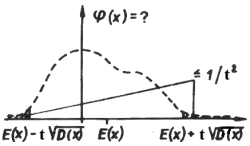 φ(x) = ?
≤ 1/t²
E(x) − t √D(x) E(x) E(x) + t √D(x)